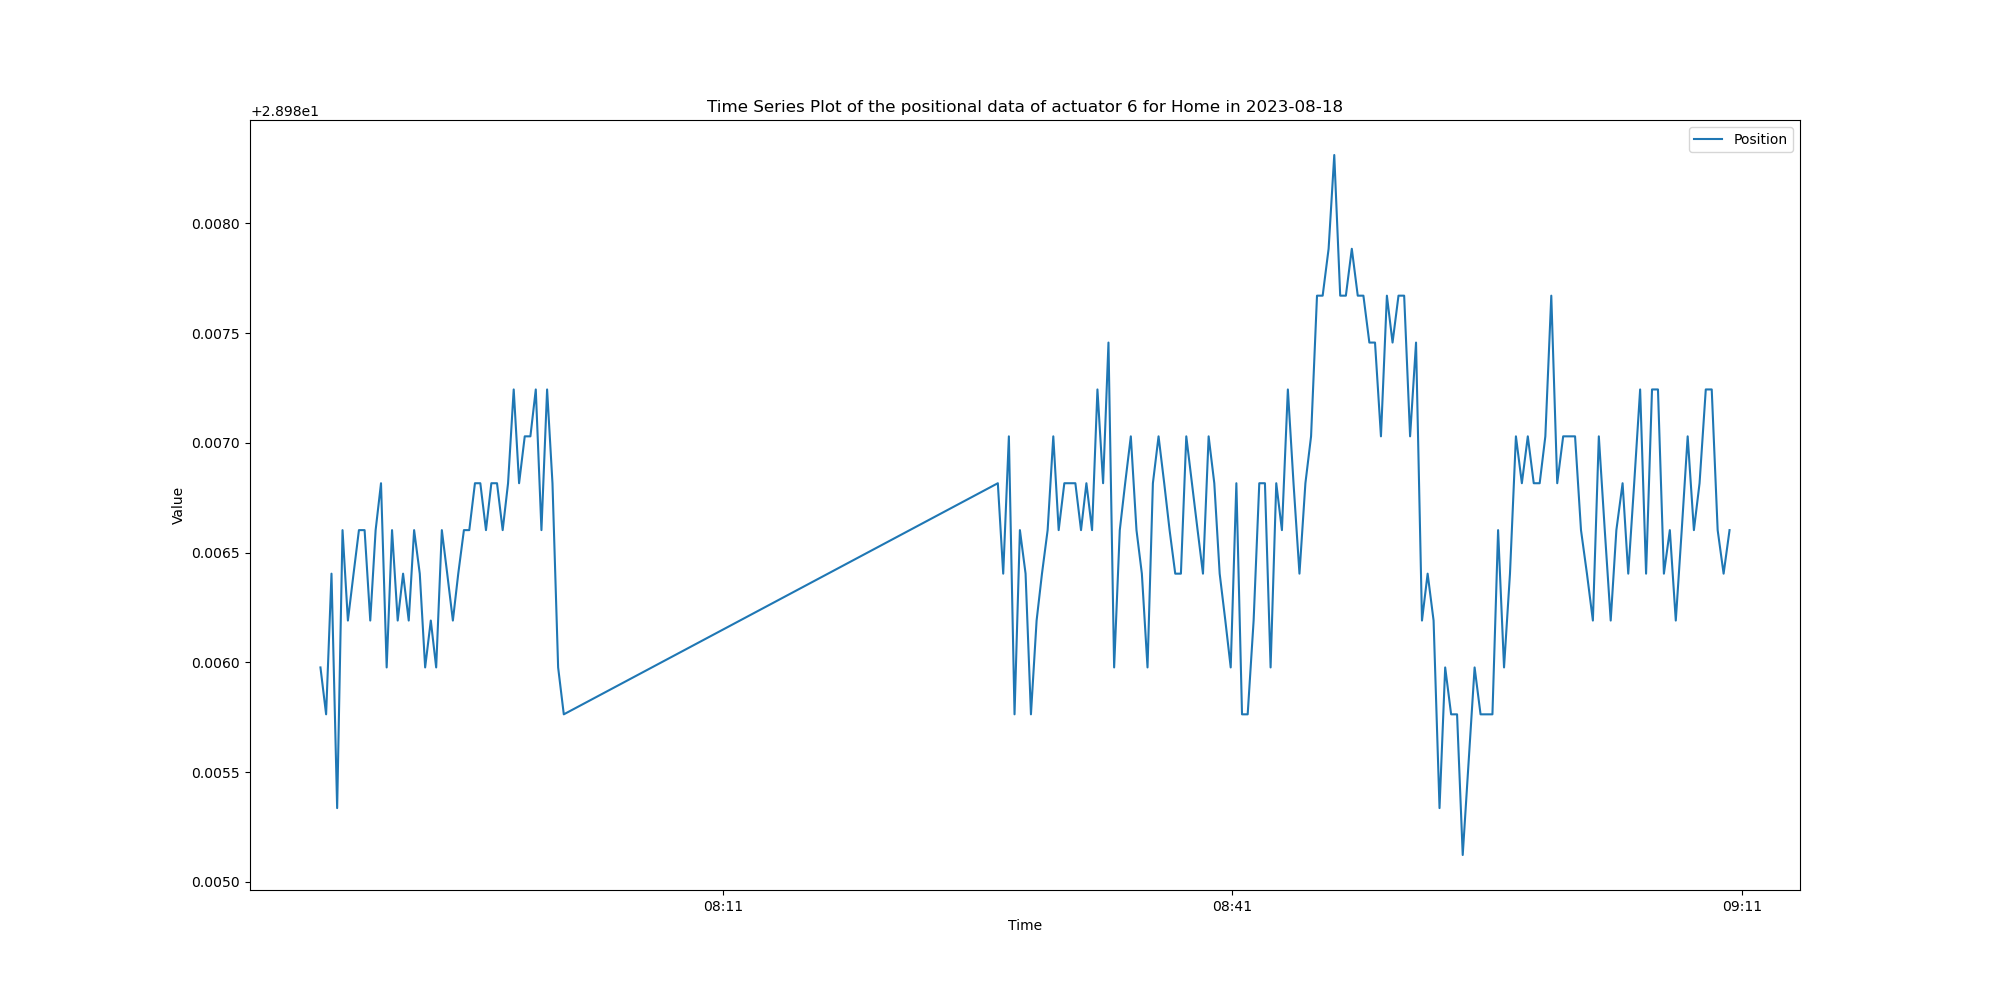 Time Series Plot of the positional data of actuator 6 for Home in 2023-08-18
+2.898e1
Position
0.0080
0.0075
0.0070
0.0065
0.0060
0.0055
0.0050
Value
08:11
08:41
09:11
Time